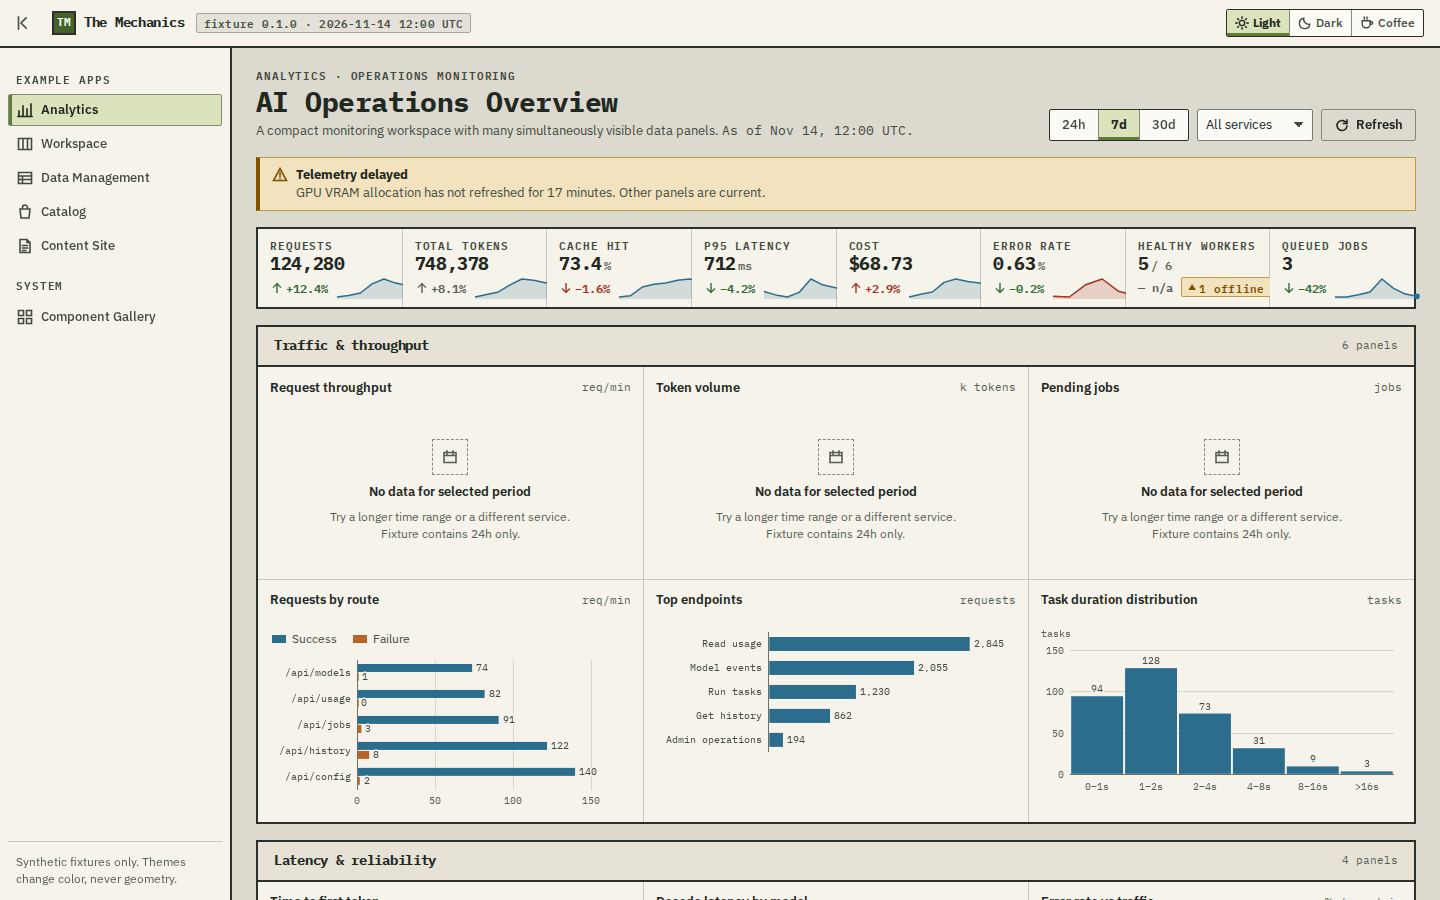 TM The Mechanics fixture 0.1.0 · 2026-11-14 12:00 UTC Light Dark Coffee
EXAMPLE APPS
Analytics
Workspace
Data Management
Catalog
Content Site
SYSTEM
Component Gallery
Synthetic fixtures only. Themes
change color, never geometry.
ANALYTICS · OPERATIONS MONITORING
AI Operations Overview
A compact monitoring workspace with many simultaneously visible data panels. As of Nov 14, 12:00 UTC.
24h 7d 30d All services Refresh
Telemetry delayed
GPU VRAM allocation has not refreshed for 17 minutes. Other panels are current.
REQUESTS
124,280
+12.4%
TOTAL TOKENS
748,378
+8.1%
CACHE HIT
73.4%
−1.6%
P95 LATENCY
712ms
−4.2%
COST
$68.73
+2.9%
ERROR RATE
0.63%
−0.2%
HEALTHY WORKERS
5/ 6
— n/a 1 offline
QUEUED JOBS
3
−42%
Traffic & throughput 6 panels
Request throughput req/min
No data for selected period
Try a longer time range or a different service.
Fixture contains 24h only.
Token volume k tokens
No data for selected period
Try a longer time range or a different service.
Fixture contains 24h only.
Pending jobs jobs
No data for selected period
Try a longer time range or a different service.
Fixture contains 24h only.
Requests by route req/min
Success Failure
/api/models 74
1
/api/usage 82
0
/api/jobs 91
3
/api/history 122
8
/api/config 140
2
0 50 100 150
Top endpoints requests
Read usage 2,845
Model events 2,055
Run tasks 1,230
Get history 862
Admin operations 194
Task duration distribution tasks
tasks
150
100
50
0
94 128 73 31 9 3
0–1s 1–2s 2–4s 4–8s 8–16s >16s
Latency & reliability 4 panels
Time to first token
Decode latency by model
Error rate vs traffic